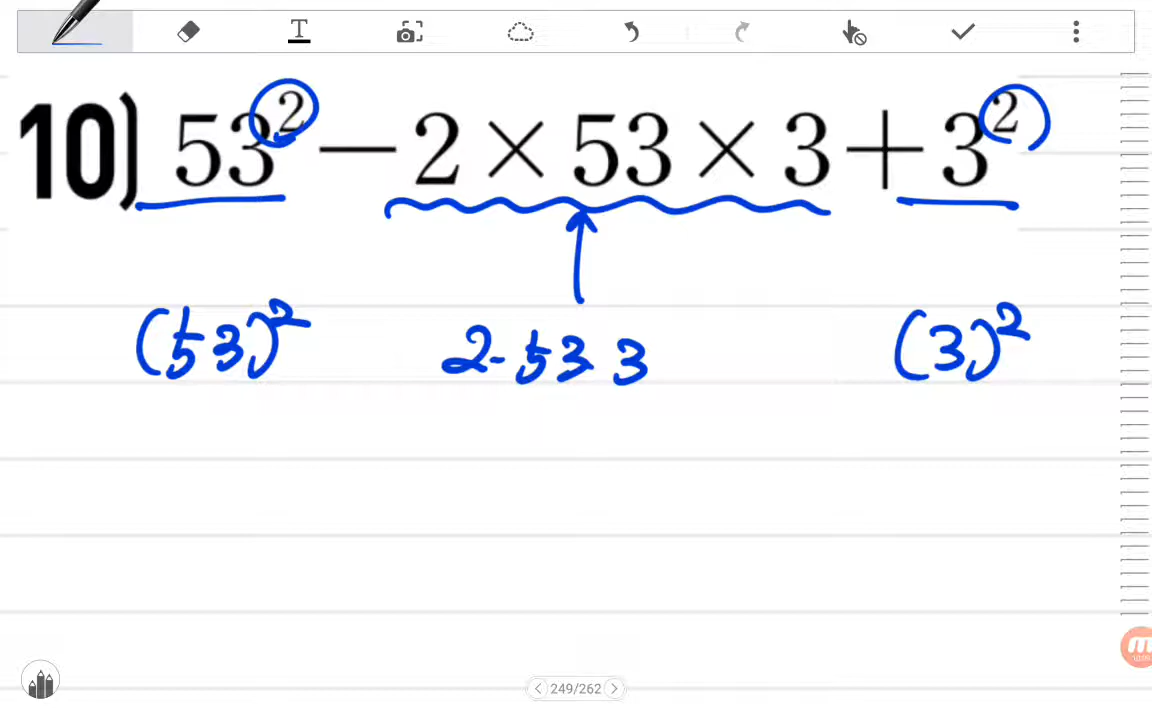 T
10) 53² − 2 × 53 × 3 + 3²
(53)² 2·53·3 (3)²
249/262